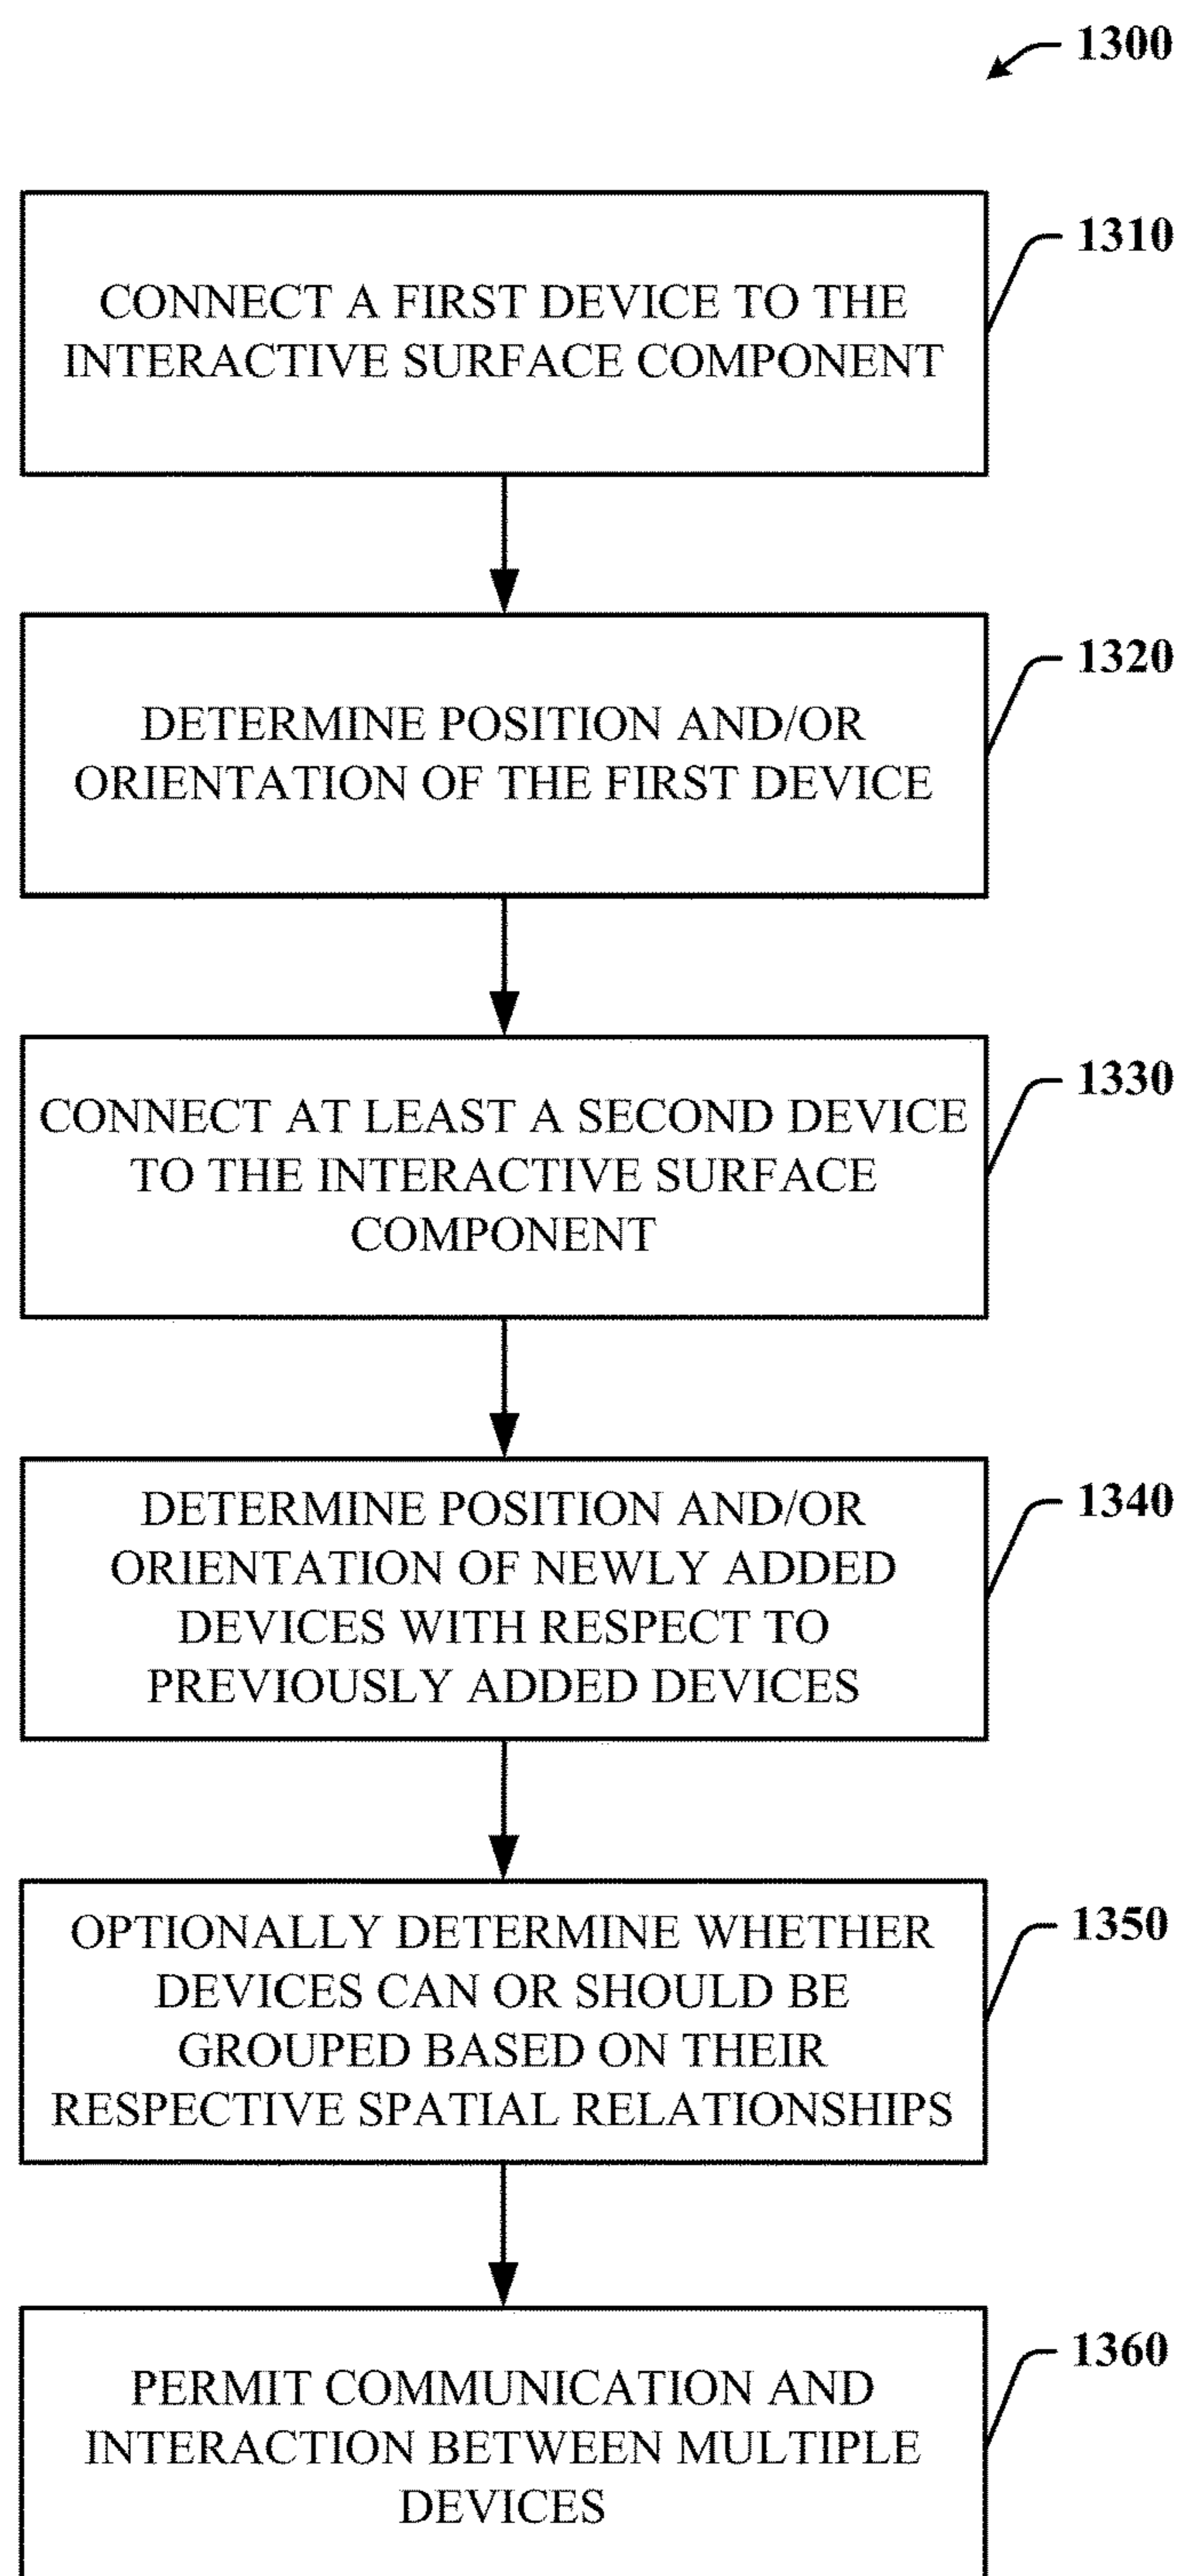 1300
1310
CONNECT A FIRST DEVICE TO THE
INTERACTIVE SURFACE COMPONENT
1320
DETERMINE POSITION AND/OR
ORIENTATION OF THE FIRST DEVICE
1330
CONNECT AT LEAST A SECOND DEVICE
TO THE INTERACTIVE SURFACE
COMPONENT
1340
DETERMINE POSITION AND/OR
ORIENTATION OF NEWLY ADDED
DEVICES WITH RESPECT TO
PREVIOUSLY ADDED DEVICES
1350
OPTIONALLY DETERMINE WHETHER
DEVICES CAN OR SHOULD BE
GROUPED BASED ON THEIR
RESPECTIVE SPATIAL RELATIONSHIPS
1360
PERMIT COMMUNICATION AND
INTERACTION BETWEEN MULTIPLE
DEVICES